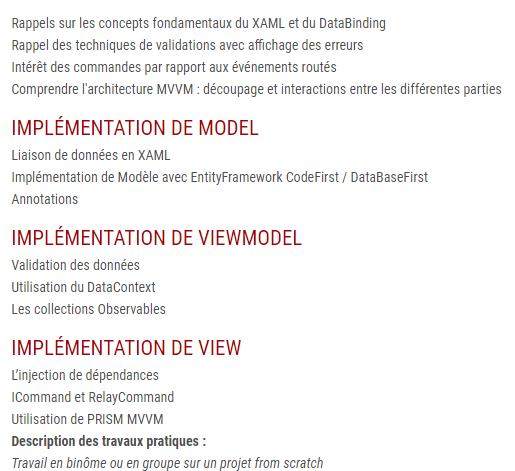 Rappels sur les concepts fondamentaux du XAML et du DataBinding
Rappel des techniques de validations avec affichage des erreurs
Intérêt des commandes par rapport aux événements routés
Comprendre l'architecture MVVM : découpage et interactions entre les différentes parties
IMPLÉMENTATION DE MODEL
Liaison de données en XAML
Implémentation de Modèle avec EntityFramework CodeFirst / DataBaseFirst
Annotations
IMPLÉMENTATION DE VIEWMODEL
Validation des données
Utilisation du DataContext
Les collections Observables
IMPLÉMENTATION DE VIEW
L'injection de dépendances
ICommand et RelayCommand
Utilisation de PRISM MVVM
Description des travaux pratiques :
Travail en binôme ou en groupe sur un projet from scratch